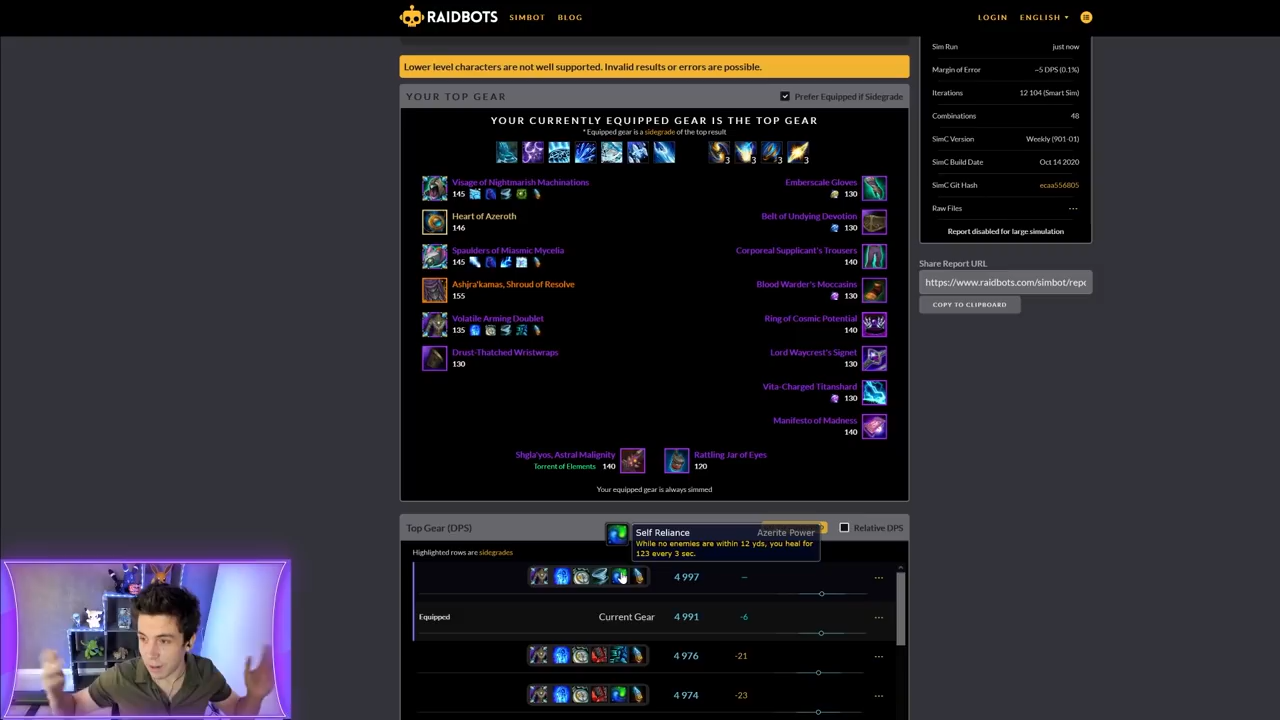 RAIDBOTS
SIMBOT
BLOG
LOGIN
ENGLISH
Lower level characters are not well supported. Invalid results or errors are possible.
YOUR TOP GEAR
Prefer Equipped if Sidegrade
YOUR CURRENTLY EQUIPPED GEAR IS THE TOP GEAR
* Equipped gear is a sidegrade of the top result
3 3 3 3
Visage of Nightmarish Machinations
145
Heart of Azeroth
146
Spaulders of Miasmic Mycelia
145
Ashjra'kamas, Shroud of Resolve
155
Volatile Arming Doublet
135
Drust-Thatched Wristwraps
130
Emberscale Gloves
130
Belt of Undying Devotion
130
Corporeal Supplicant's Trousers
140
Blood Warder's Moccasins
130
Ring of Cosmic Potential
140
Lord Waycrest's Signet
130
Vita-Charged Titanshard
130
Manifesto of Madness
140
Shgla'yos, Astral Malignity
Torrent of Elements 140
Rattling Jar of Eyes
120
Your equipped gear is always simmed
Top Gear (DPS)
Relative DPS
Self Reliance
Azerite Power
While no enemies are within 12 yds, you heal for
123 every 3 sec.
Highlighted rows are sidegrades
4 997 –
Equipped Current Gear 4 991 -6
4 976 -21
4 974 -23
Sim Run just now
Margin of Error ~5 DPS (0.1%)
Iterations 12 104 (Smart Sim)
Combinations 48
SimC Version Weekly (901-01)
SimC Build Date Oct 14 2020
SimC Git Hash ecaa556805
Raw Files ...
Report disabled for large simulation
Share Report URL
https://www.raidbots.com/simbot/repo
COPY TO CLIPBOARD